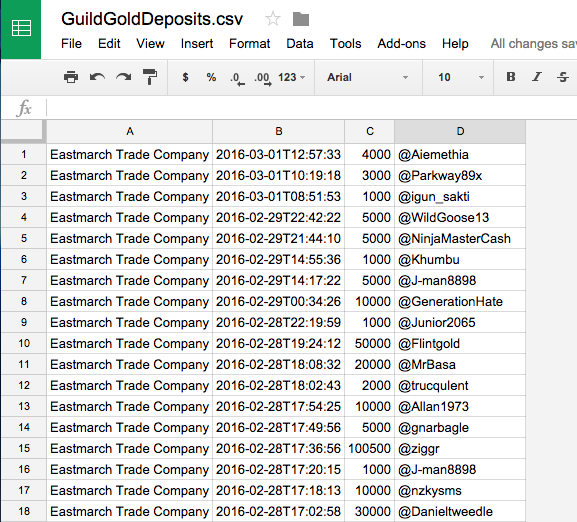 GuildGoldDeposits.csv
File Edit View Insert Format Data Tools Add-ons Help All changes sav
$ % .0 .00 123 Arial 10 B I S
fx
A B C D
1 Eastmarch Trade Company 2016-03-01T12:57:33 4000 @Aiemethia
2 Eastmarch Trade Company 2016-03-01T10:19:18 3000 @Parkway89x
3 Eastmarch Trade Company 2016-03-01T08:51:53 1000 @igun_sakti
4 Eastmarch Trade Company 2016-02-29T22:42:22 5000 @WildGoose13
5 Eastmarch Trade Company 2016-02-29T21:44:10 5000 @NinjaMasterCash
6 Eastmarch Trade Company 2016-02-29T14:55:36 1000 @Khumbu
7 Eastmarch Trade Company 2016-02-29T14:17:22 5000 @J-man8898
8 Eastmarch Trade Company 2016-02-29T00:34:26 10000 @GenerationHate
9 Eastmarch Trade Company 2016-02-28T22:19:59 1000 @Junior2065
10 Eastmarch Trade Company 2016-02-28T19:24:12 50000 @Flintgold
11 Eastmarch Trade Company 2016-02-28T18:08:32 20000 @MrBasa
12 Eastmarch Trade Company 2016-02-28T18:02:43 2000 @trucqulent
13 Eastmarch Trade Company 2016-02-28T17:54:25 10000 @Allan1973
14 Eastmarch Trade Company 2016-02-28T17:49:56 5000 @gnarbagle
15 Eastmarch Trade Company 2016-02-28T17:36:56 100500 @ziggr
16 Eastmarch Trade Company 2016-02-28T17:20:15 1000 @J-man8898
17 Eastmarch Trade Company 2016-02-28T17:18:13 10000 @nzkysms
18 Eastmarch Trade Company 2016-02-28T17:02:58 30000 @Danieltweedle